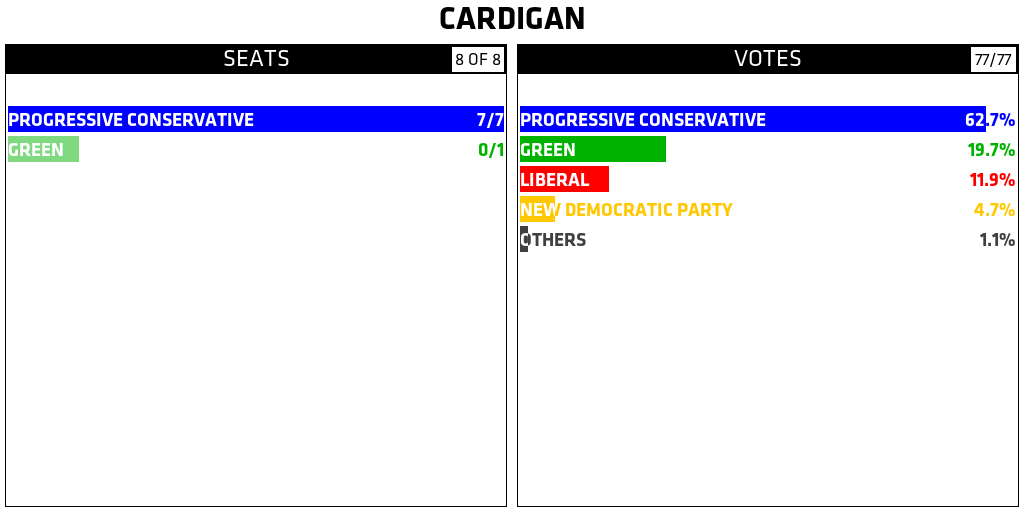 CARDIGAN
SEATS
8 OF 8
PROGRESSIVE CONSERVATIVE 7/7
GREEN 0/1
VOTES
77/77
PROGRESSIVE CONSERVATIVE 62.7%
GREEN 19.7%
LIBERAL 11.9%
NEW DEMOCRATIC PARTY 4.7%
OTHERS 1.1%